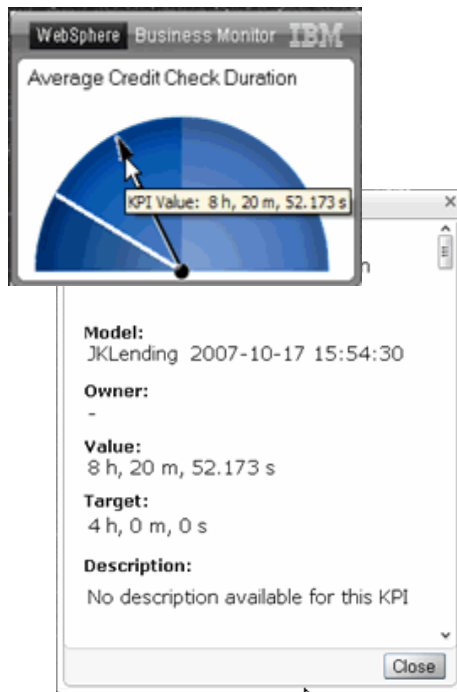 WebSphere Business Monitor IBM
Average Credit Check Duration
KPI Value: 8 h, 20 m, 52.173 s
Model:
JKLending 2007-10-17 15:54:30
Owner:
-
Value:
8 h, 20 m, 52.173 s
Target:
4 h, 0 m, 0 s
Description:
No description available for this KPI
Close